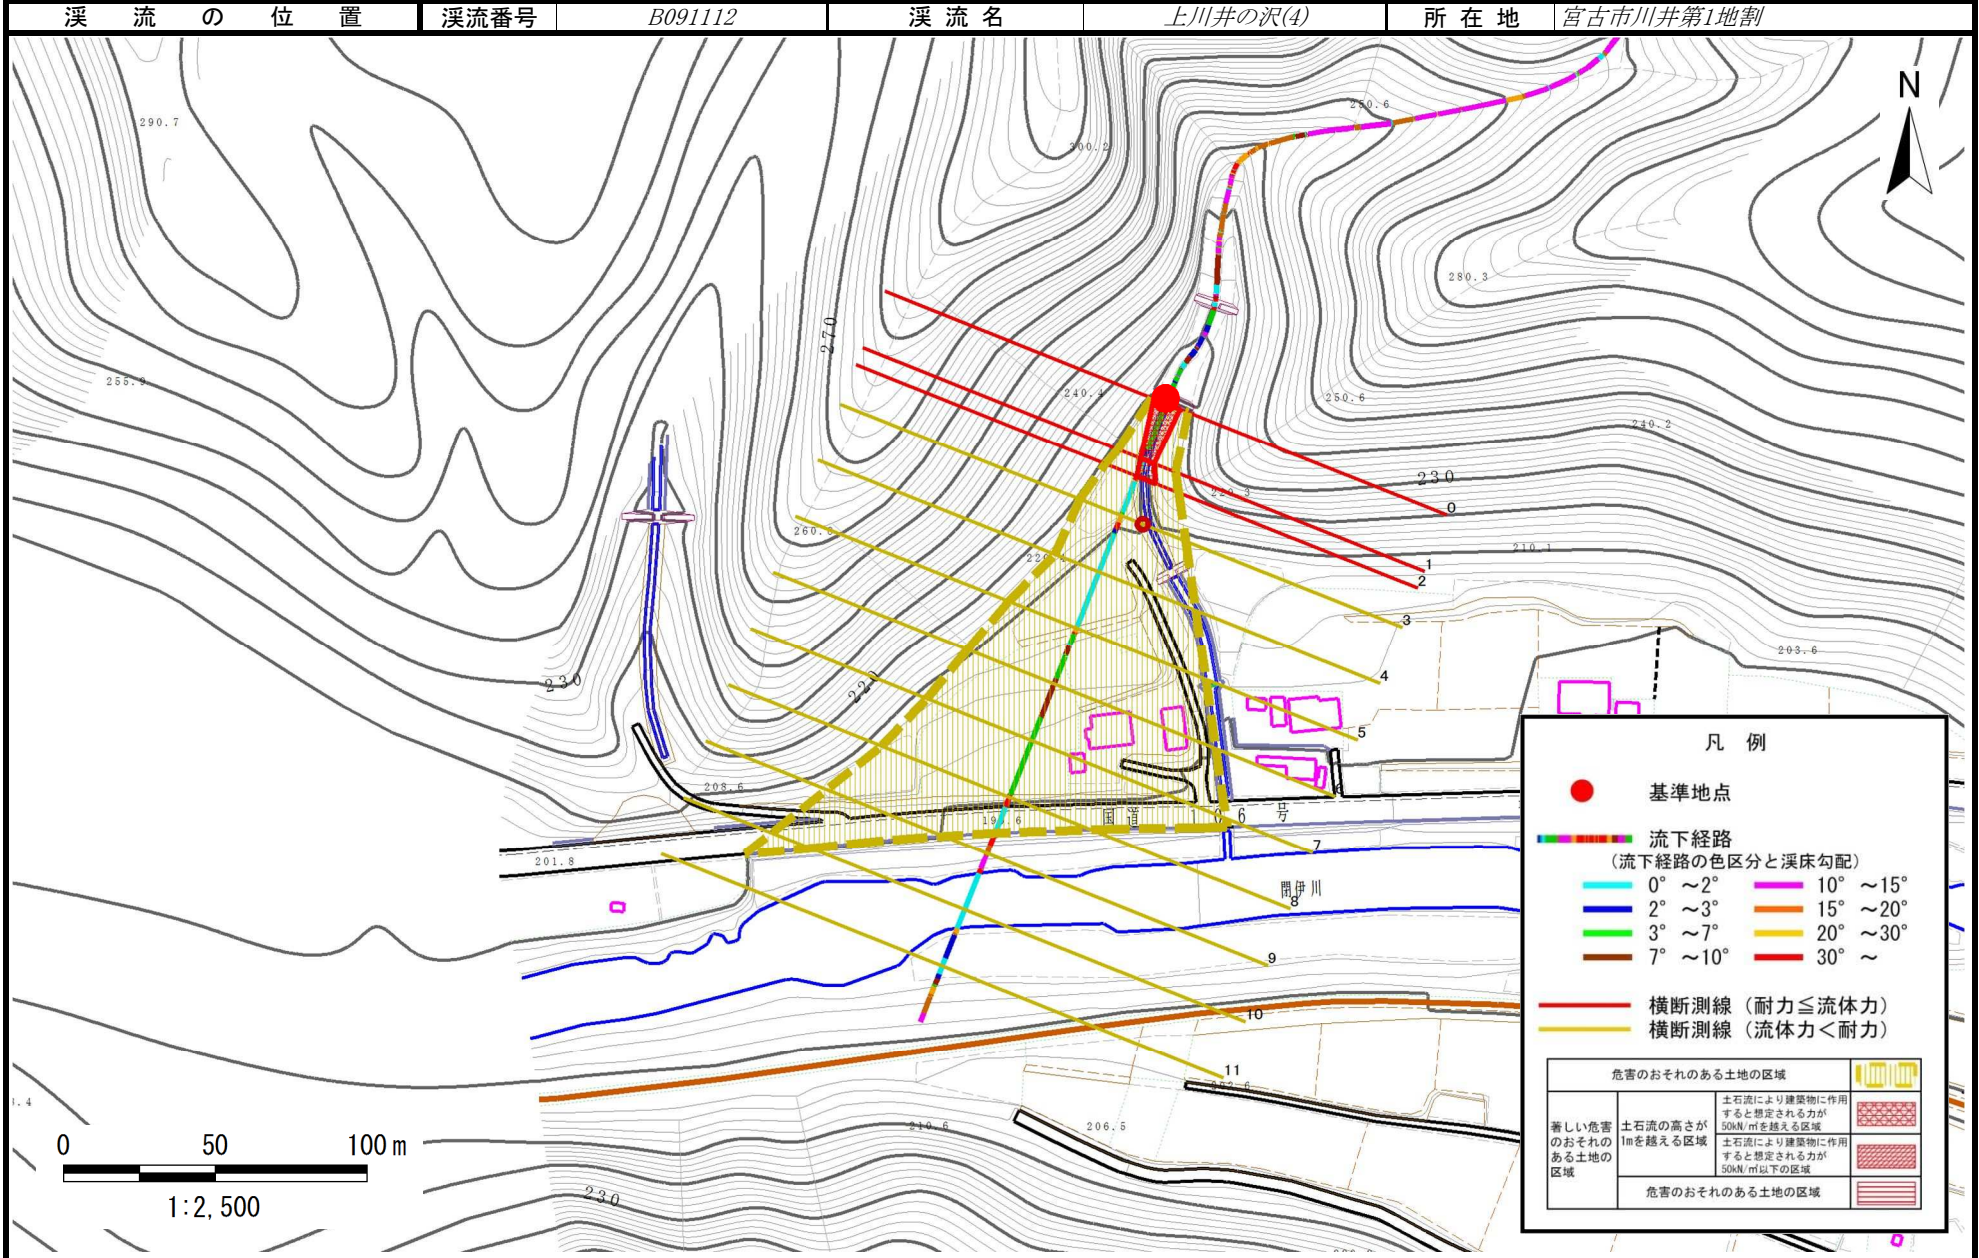 渓流の位置 渓流番号 B091112 渓流名 上川井の沢(4) 所在地 宮古市川井第1地割
N
290.7
300.2
250.6
280.3
270
255.9
240.4
250.6
240.2
230
220.3
0
260.
210.1
1
2
3
203.6
4
230
220
5
208.6
6
195.6
国道106号
7
201.8
閉伊川
8
9
10
11
202.6
206.5
210.6
230
0 50 100m
1:2,500
凡例
基準地点
流下経路
(流下経路の色区分と渓床勾配)
0° ～2° 10° ～15°
2° ～3° 15° ～20°
3° ～7° 20° ～30°
7° ～10° 30° ～
横断測線(耐力≦流体力)
横断測線(流体力＜耐力)
危害のおそれのある土地の区域
著しい危害のおそれのある土地の区域
土石流の高さが1mを越える区域
土石流により建築物に作用
すると想定される力が
50kN/㎡を越える区域
土石流により建築物に作用
すると想定される力が
50kN/㎡以下の区域
危害のおそれのある土地の区域